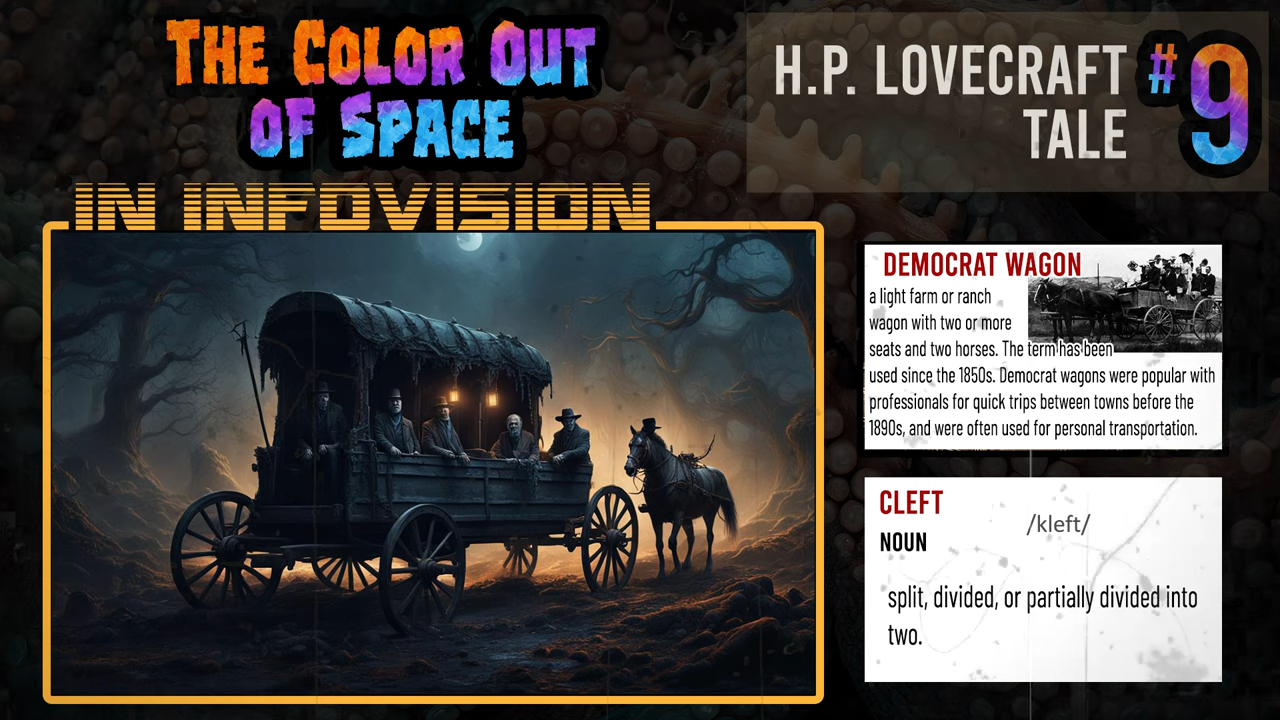 THE COLOR OUT
OF SPACE
H.P. LOVECRAFT
TALE
#9
IN INFOVISION
DEMOCRAT WAGON
a light farm or ranch
wagon with two or more
seats and two horses. The term has been
used since the 1850s. Democrat wagons were popular with
professionals for quick trips between towns before the
1890s, and were often used for personal transportation.
CLEFT
/kleft/
NOUN
split, divided, or partially divided into
two.